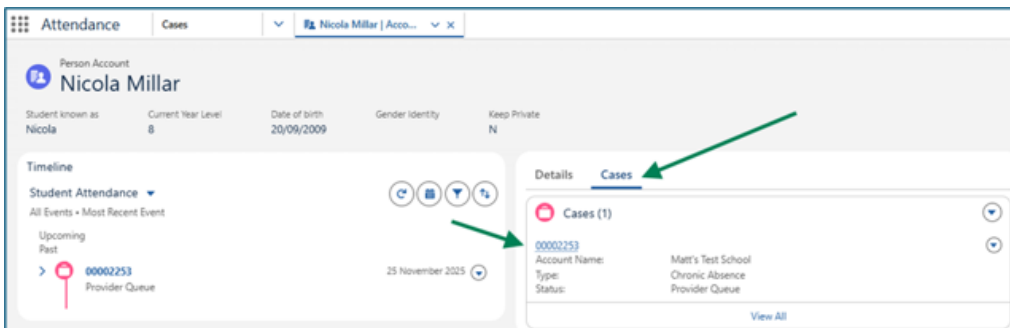 Attendance
Cases
Nicola Millar | Acco...
Person Account
Nicola Millar
Student known as
Current Year Level
Date of birth
Gender Identity
Keep Private
Nicola
8
20/09/2009
N
Timeline
Student Attendance
All Events • Most Recent Event
Upcoming
Past
00002253
25 November 2025
Provider Queue
Details
Cases
Cases (1)
00002253
Account Name: Matt's Test School
Type: Chronic Absence
Status: Provider Queue
View All